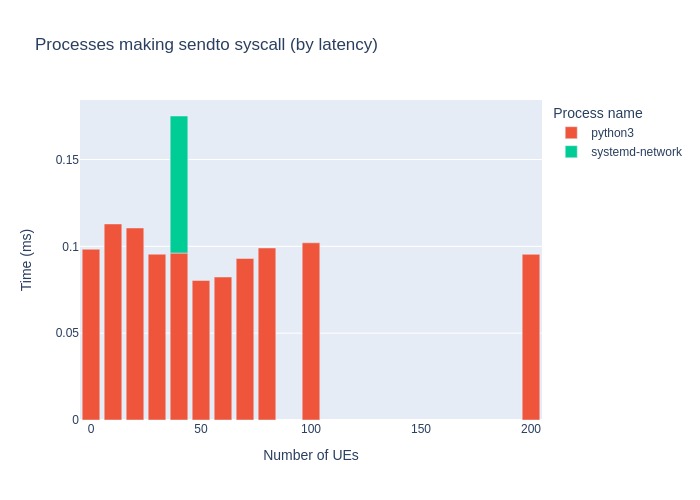 Processes making sendto syscall (by latency)
Process name
python3
systemd-network
0.15
0.1
0.05
0
Time (ms)
0 50 100 150 200
Number of UEs